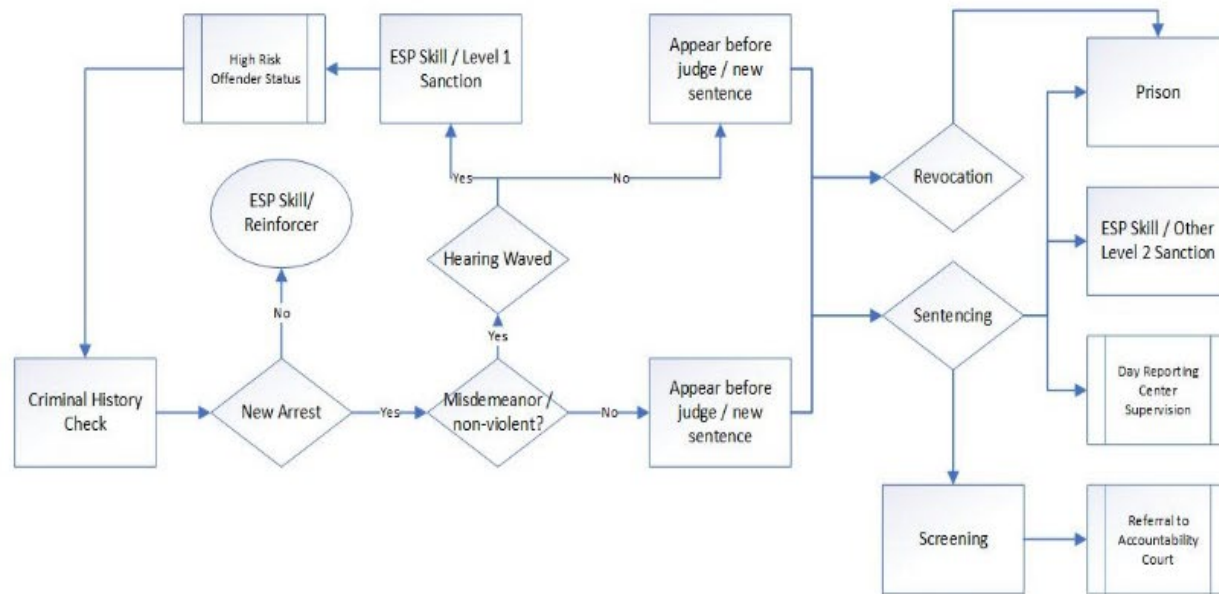 High Risk
Offender Status
ESP Skill / Level 1
Sanction
Appear before
judge / new
sentence
Prison
Yes
No
Revocation
ESP Skill/
Reinforcer
Hearing Waved
ESP Skill / Other
Level 2 Sanction
No
Yes
Sentencing
Criminal History
Check
New Arrest
Yes
Misdemeanor /
non-violent?
No
Appear before
judge / new
sentence
Day Reporting
Center
Supervision
Screening
Referral to
Accountability
Court